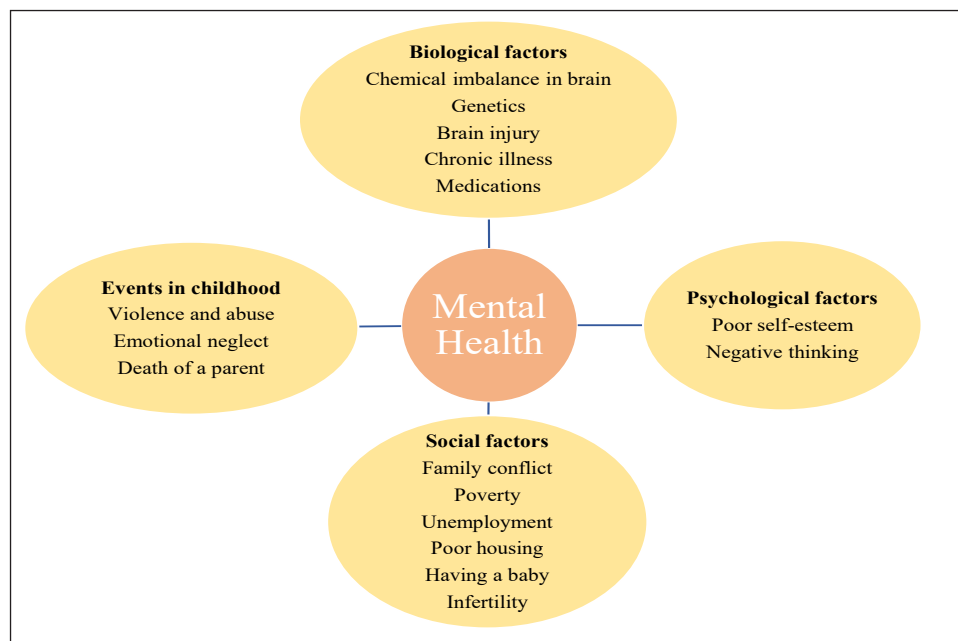 Biological factors
Chemical imbalance in brain
Genetics
Brain injury
Chronic illness
Medications
Events in childhood
Violence and abuse
Emotional neglect
Death of a parent
Mental
Health
Psychological factors
Poor self-esteem
Negative thinking
Social factors
Family conflict
Poverty
Unemployment
Poor housing
Having a baby
Infertility